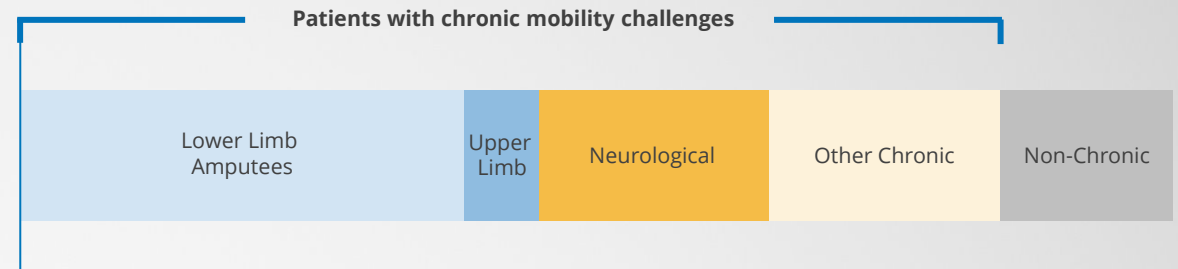 Patients with chronic mobility challenges
Lower Limb
Amputees
Upper
Limb
Neurological
Other Chronic
Non-Chronic